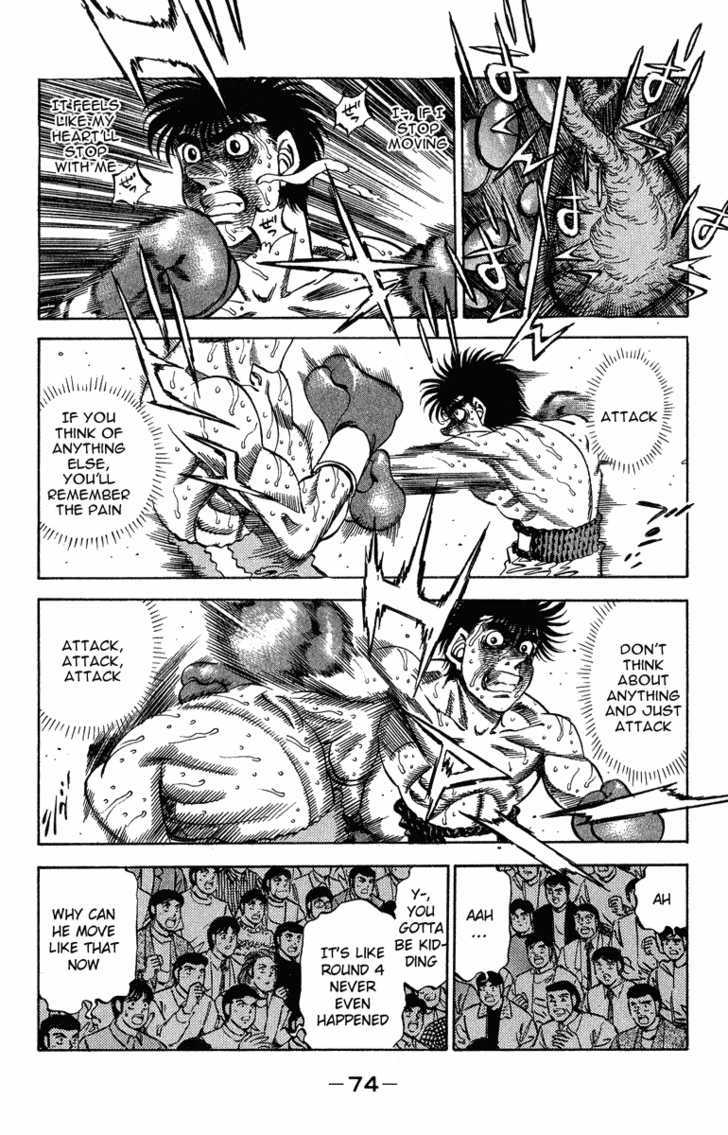 I-, IF I
STOP
MOVING
IT FEELS
LIKE MY
HEART'LL
STOP
WITH ME
ATTACK
IF YOU
THINK OF
ANYTHING
ELSE,
YOU'LL
REMEMBER
THE PAIN
DON'T
THINK
ABOUT
ANYTHING
AND JUST
ATTACK
ATTACK,
ATTACK,
ATTACK
AH
AAH
...
Y-,
YOU
GOTTA
BE KID-
DING
IT'S LIKE
ROUND 4
NEVER
EVEN
HAPPENED
WHY CAN
HE MOVE
LIKE THAT
NOW
-74-